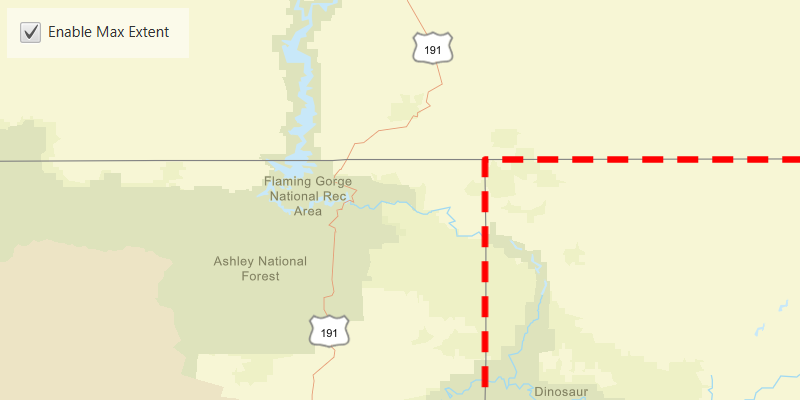 Enable Max Extent
191
Flaming Gorge
National Rec
Area
Ashley National
Forest
191
Dinosaur